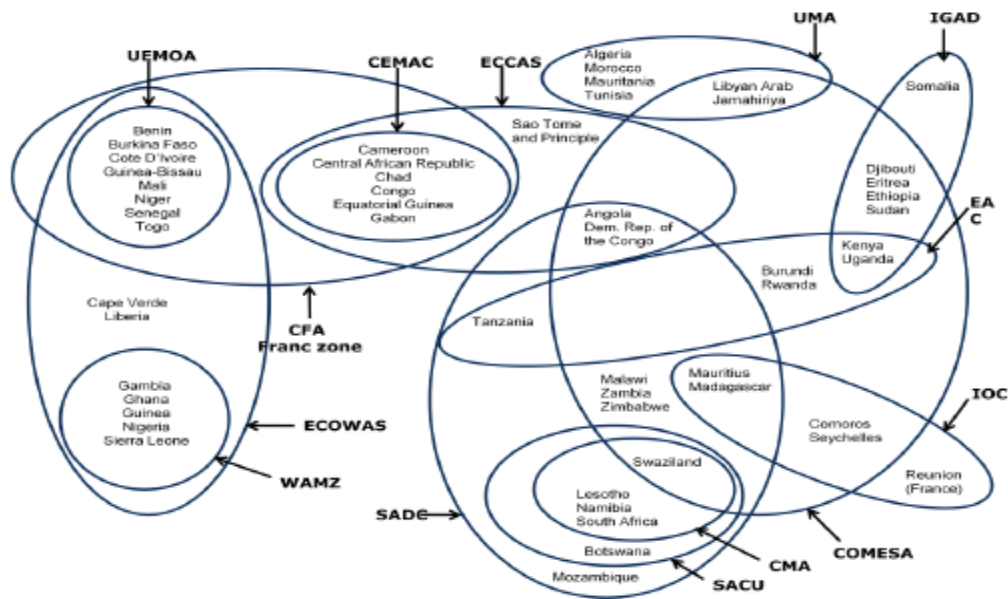 UMA
IGAD
UEMOA
CEMAC
ECCAS
Algeria
Morocco
Mauritania
Tunisia
Libyan Arab
Jamahiriya
Somalia
Sao Tome
and Principle
Benin
Burkina Faso
Cote D'Ivoire
Guinea-Bissau
Mali
Niger
Senegal
Togo
Cameroon
Central African Republic
Chad
Congo
Equatorial Guinea
Gabon
Djibouti
Eritrea
Ethiopia
Sudan
EA
C
Angola
Dem. Rep. of
the Congo
Kenya
Uganda
Burundi
Rwanda
Cape Verde
Liberia
CFA
Franc zone
Tanzania
Gambia
Ghana
Guinea
Nigeria
Sierra Leone
Malawi
Zambia
Zimbabwe
Mauritius
Madagascar
IOC
Comoros
Seychelles
ECOWAS
Reunion
(France)
WAMZ
Swaziland
Lesotho
Namibia
South Africa
SADC
Botswana
CMA
COMESA
Mozambique
SACU